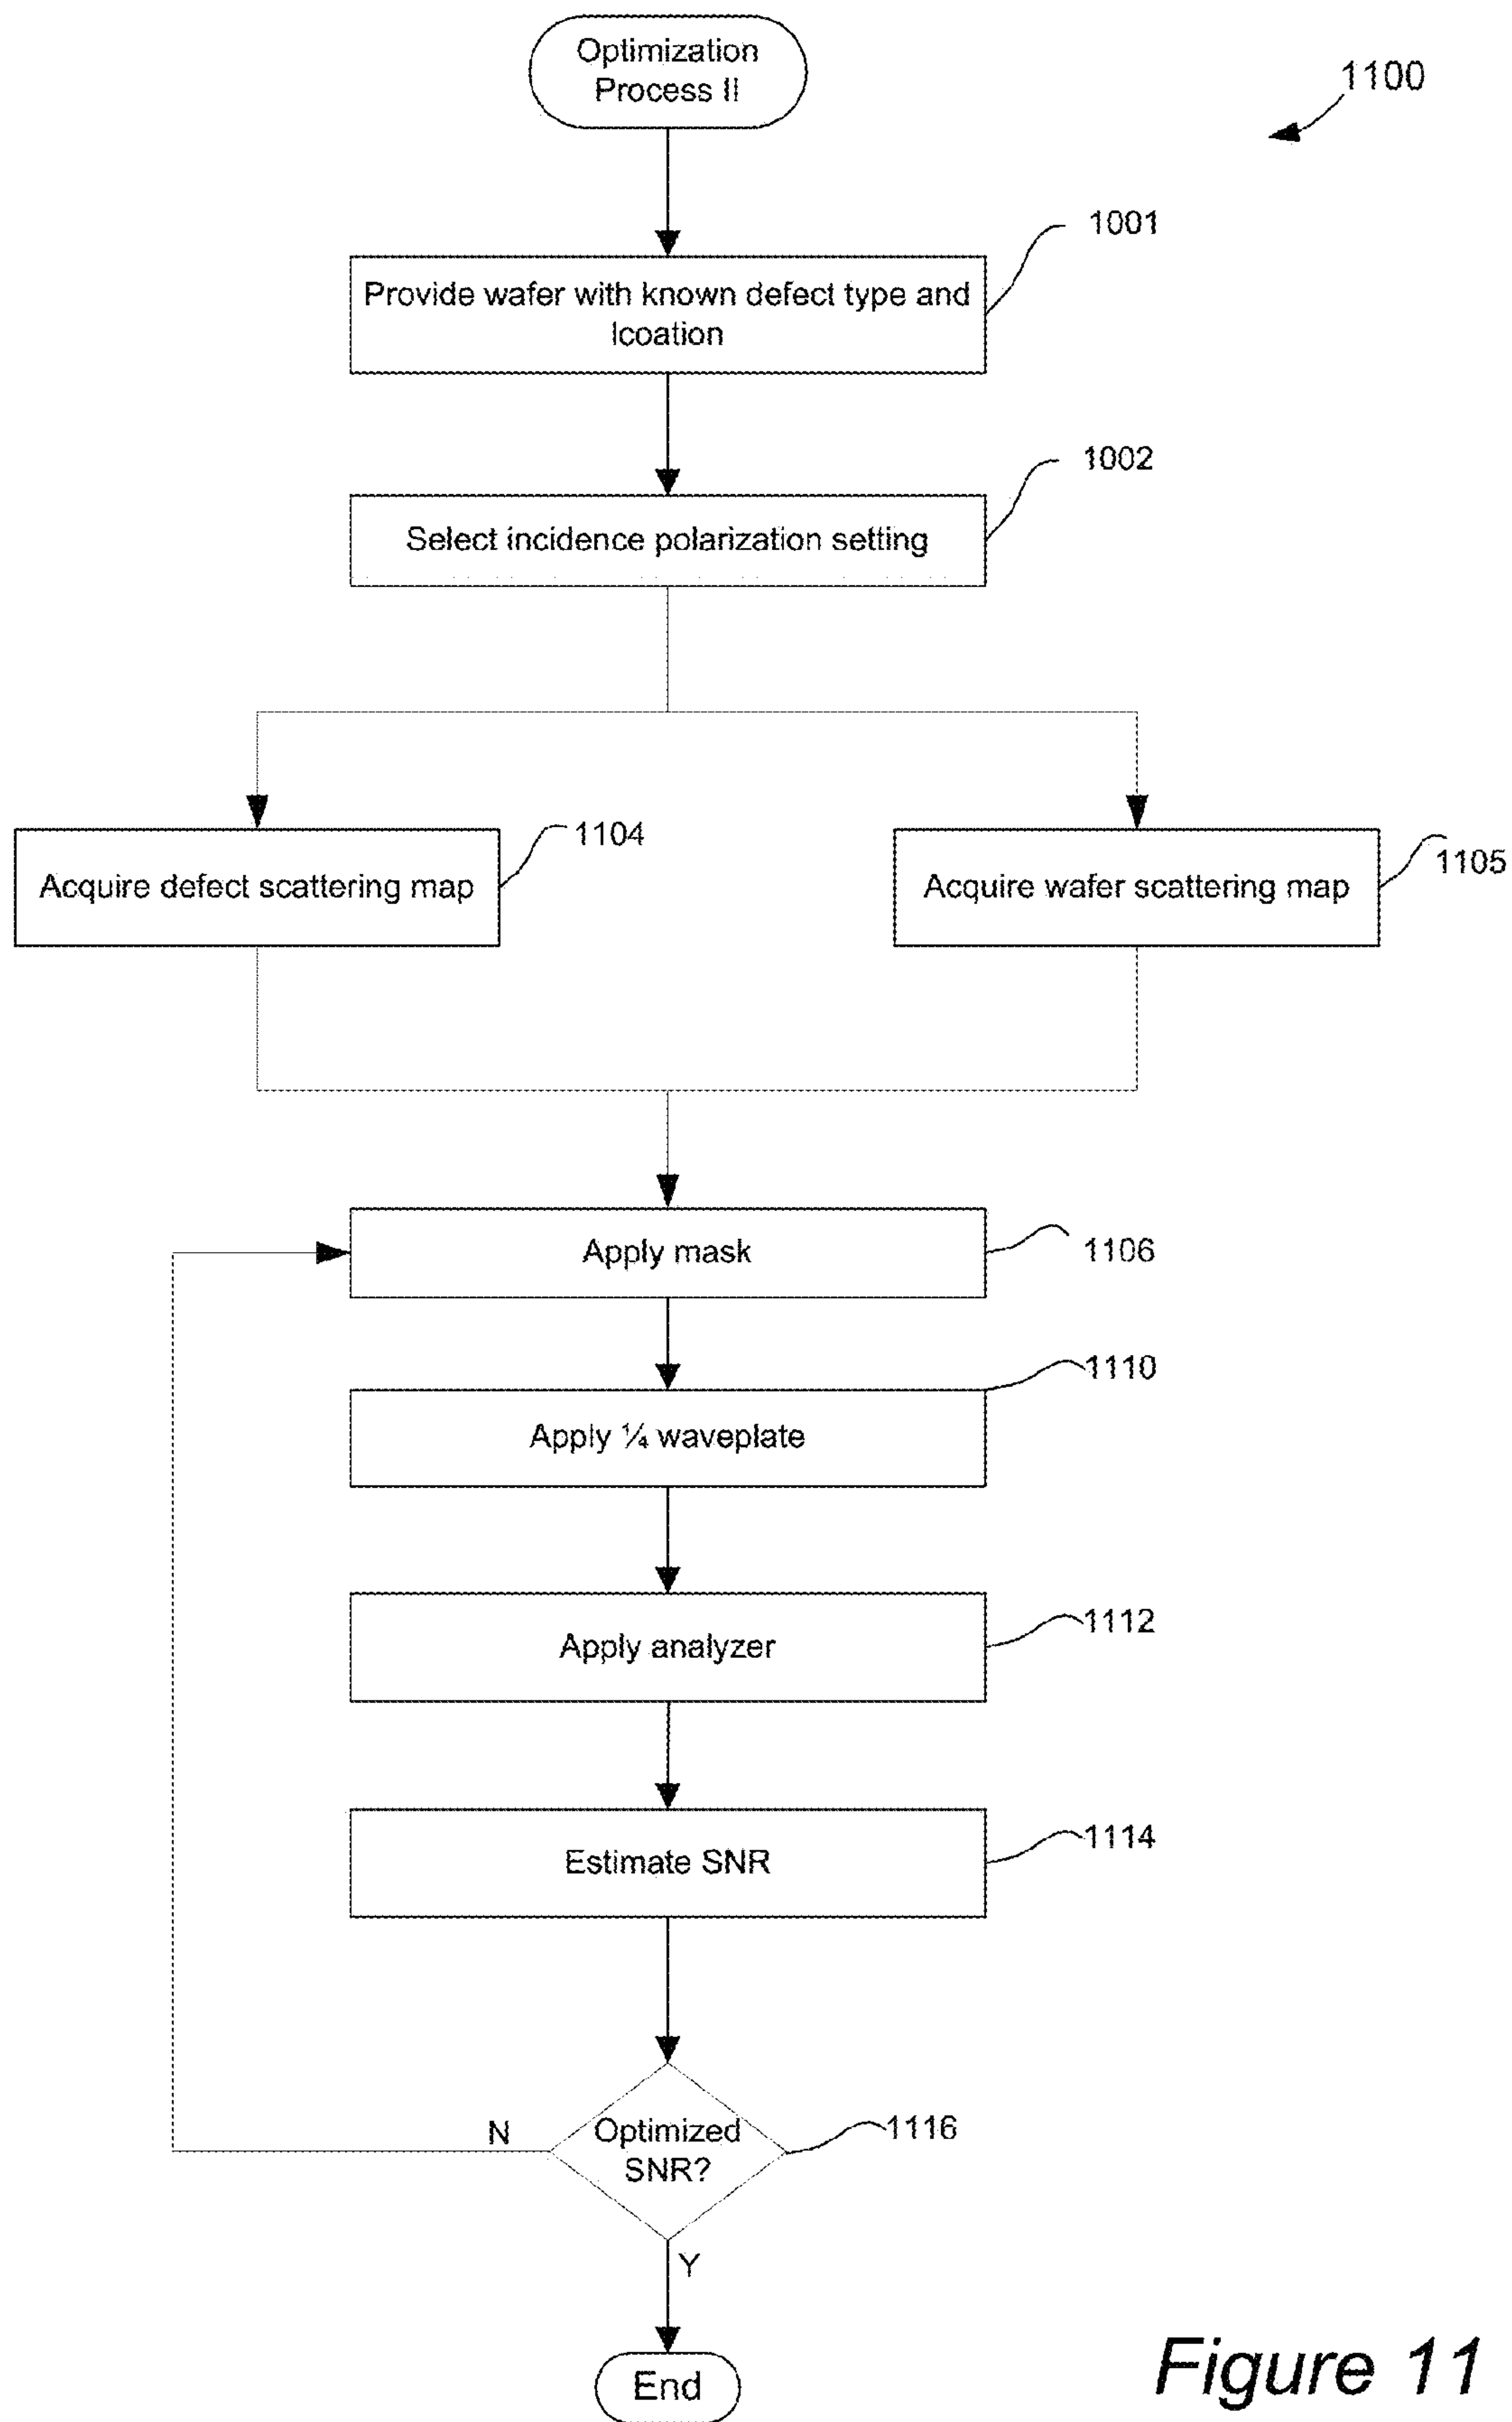 Optimization
Process II
1100
1001
Provide wafer with known defect type and
lcoation
1002
Select incidence polarization setting
1104
1105
Acquire defect scattering map
Acquire wafer scattering map
Apply mask
1106
1110
Apply ¼ waveplate
1112
Apply analyzer
1114
Estimate SNR
N
Optimized
SNR?
1116
Y
End
Figure 11